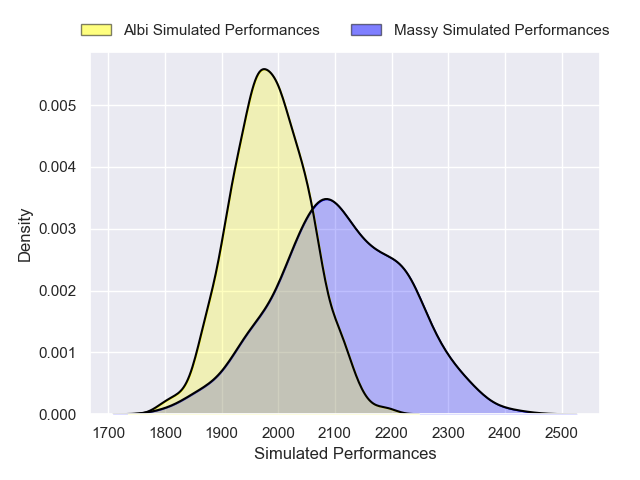 Albi Simulated Performances Massy Simulated Performances
0.005
0.004
0.003
0.002
0.001
0.000
1700 1800 1900 2000 2100 2200 2300 2400 2500
Simulated Performances
Density